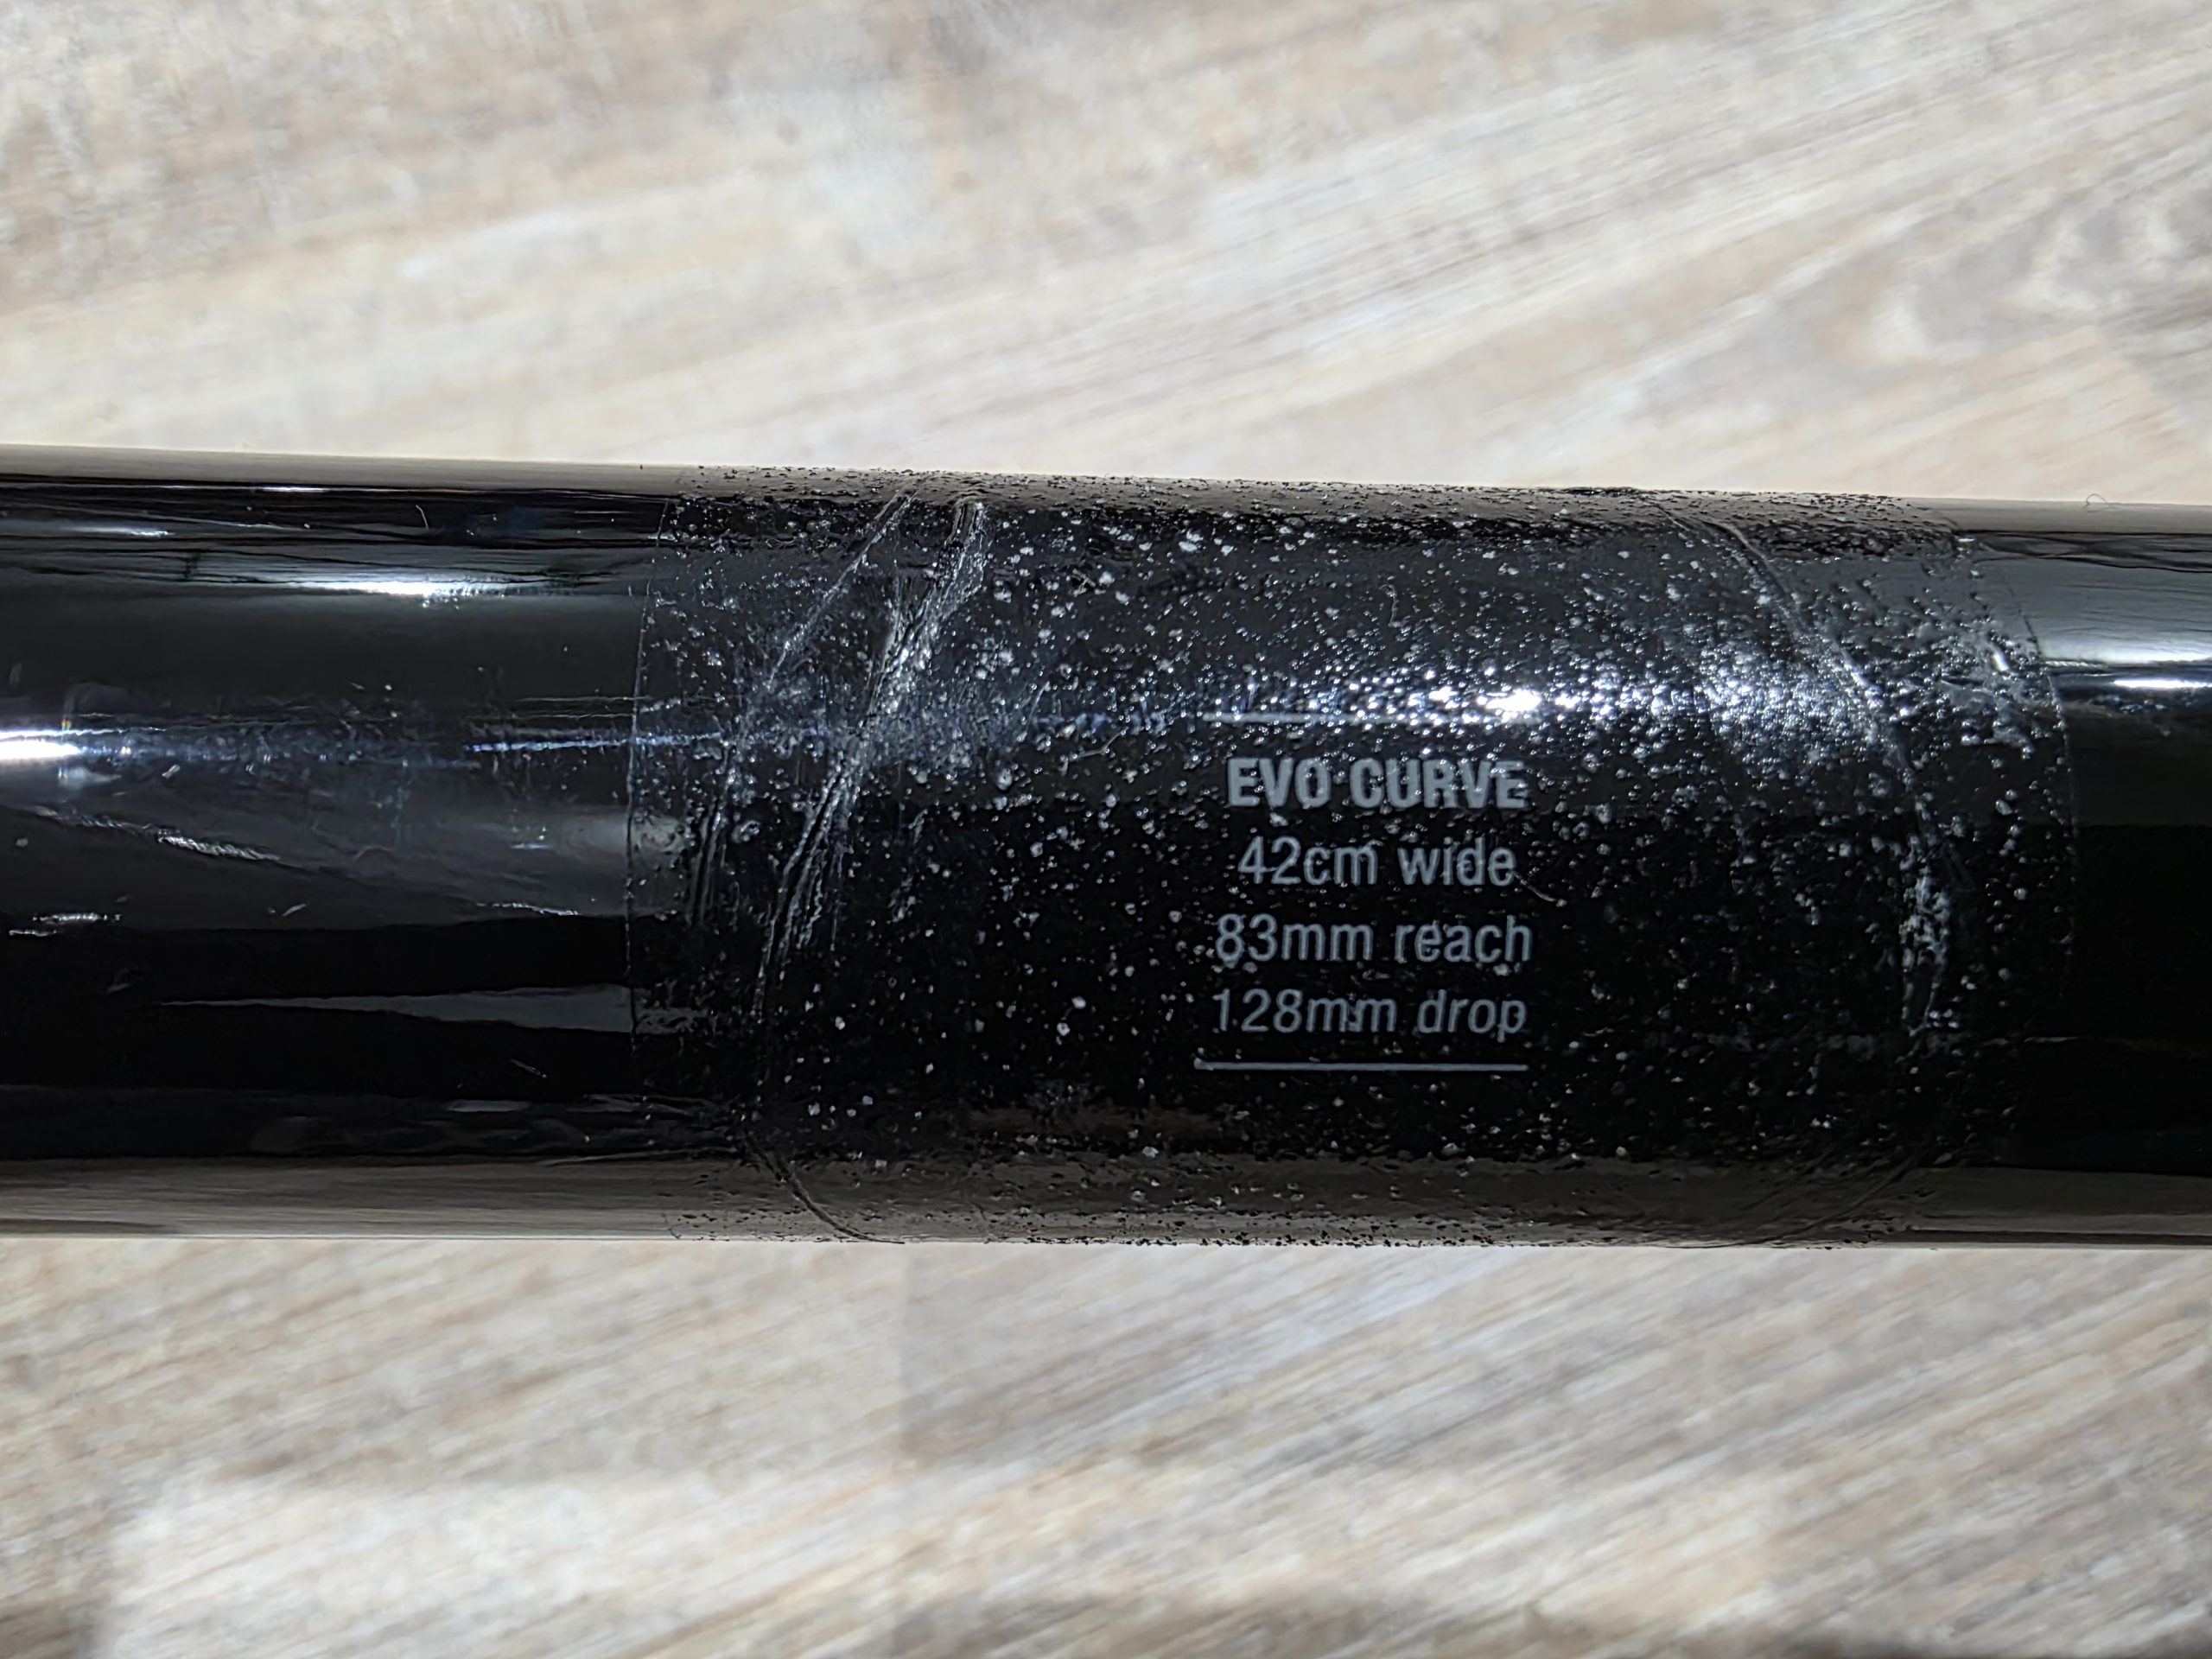 EVO CURVE
42cm wide
83mm reach
128mm drop